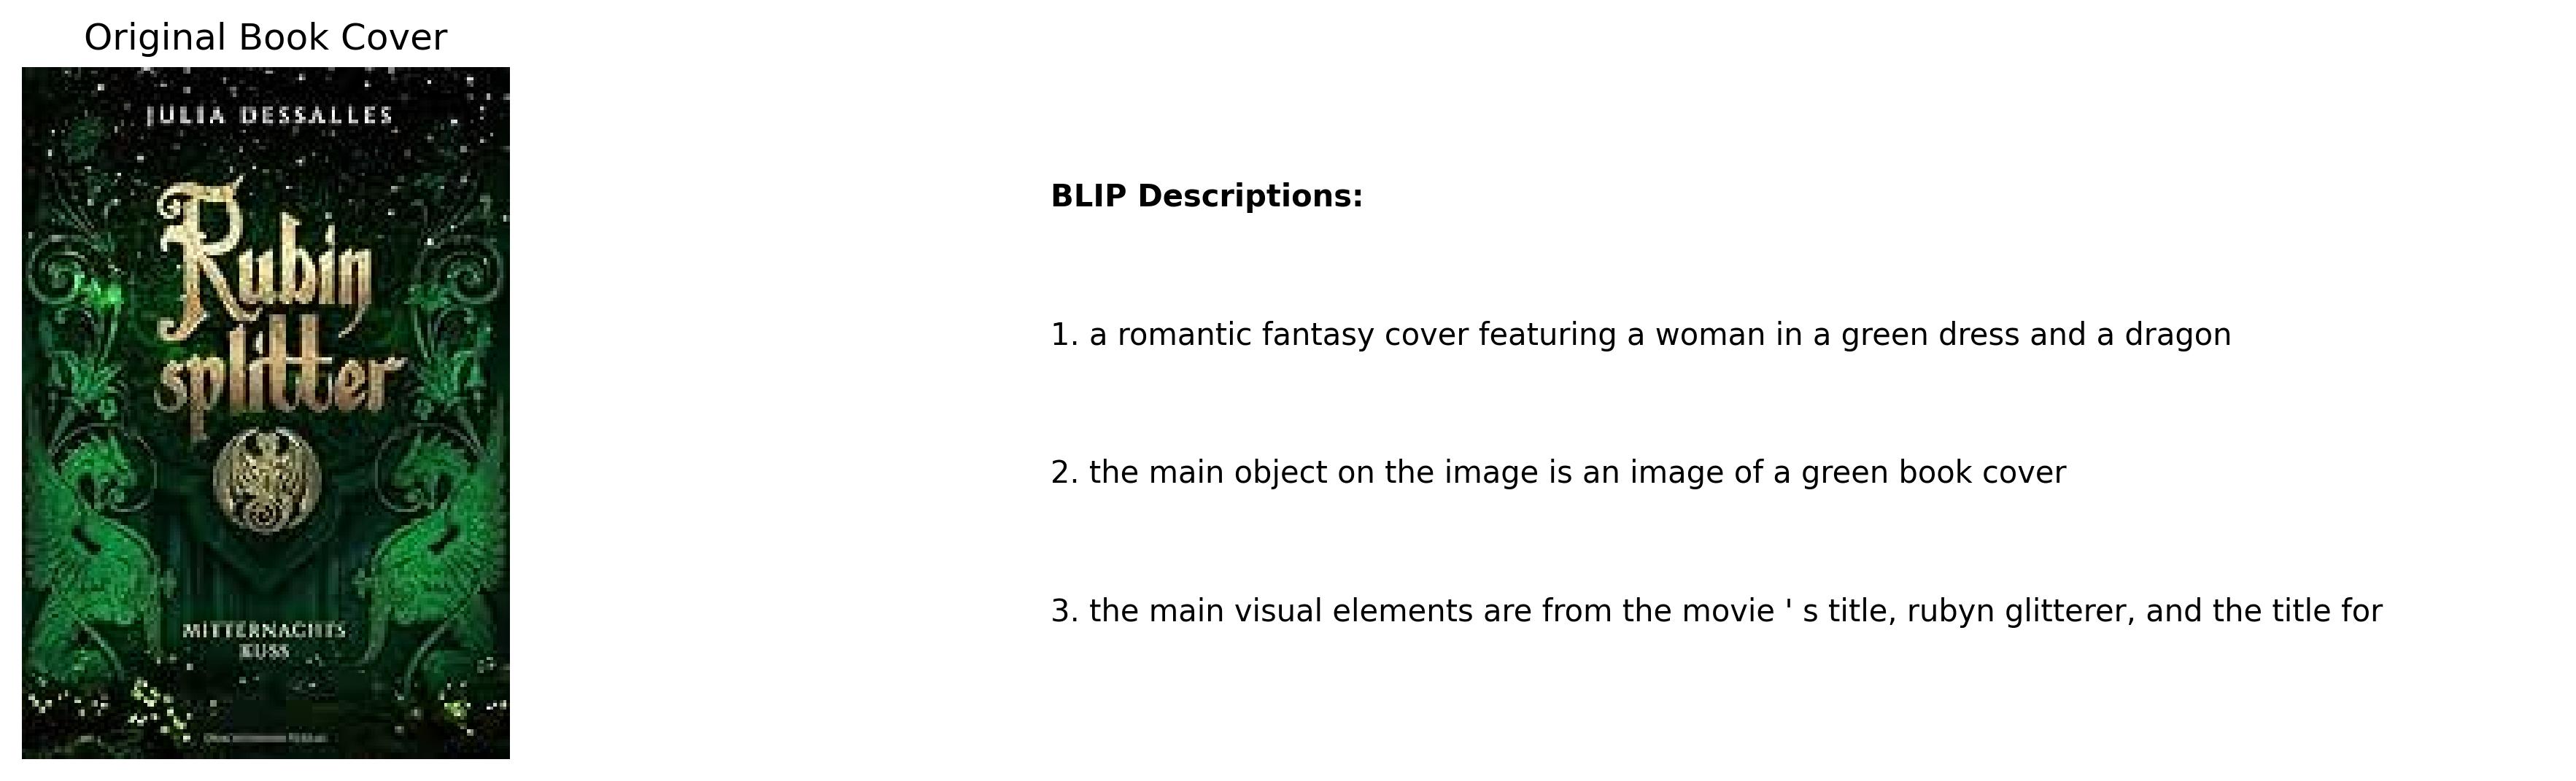 Original Book Cover
JULIA DESSALLES
Rubin
splitter
MITTERNACHTS
KUSS
BLIP Descriptions:
1. a romantic fantasy cover featuring a woman in a green dress and a dragon
2. the main object on the image is an image of a green book cover
3. the main visual elements are from the movie ' s title, rubyn glitterer, and the title for